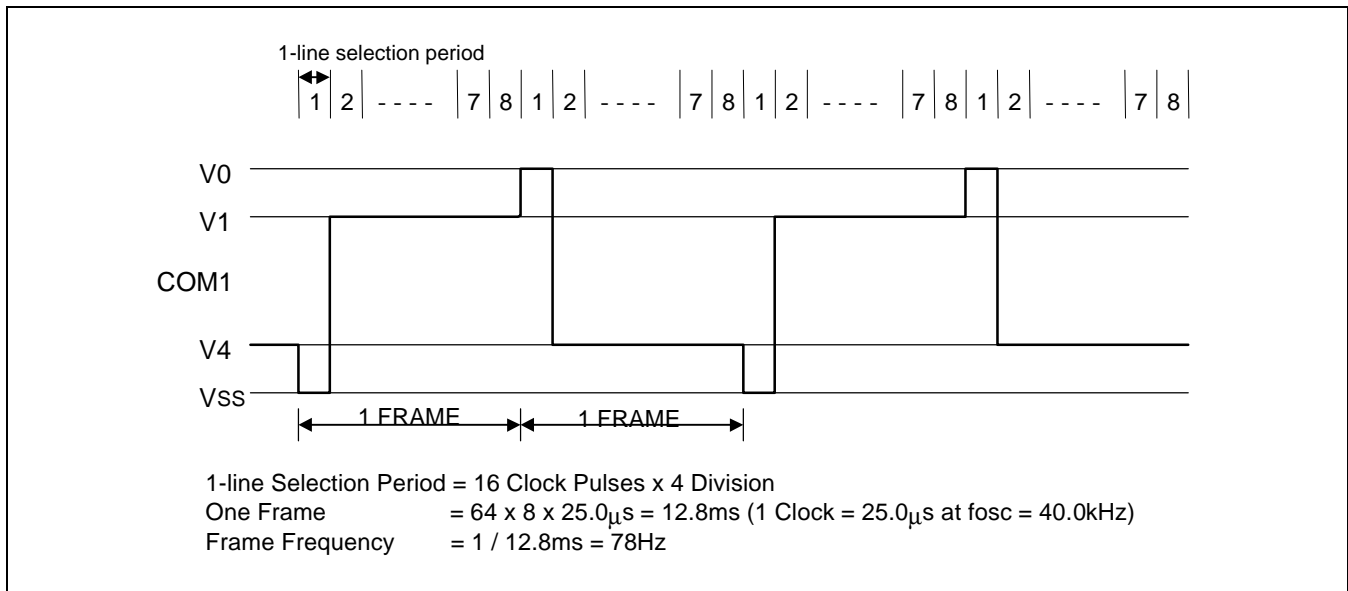 1-line selection period
1 2 - - - - 7 8 1 2 - - - - 7 8 1 2 - - - - 7 8 1 2 - - - - 7 8
V0
V1
COM1
V4
VSS
1 FRAME 1 FRAME
1-line Selection Period = 16 Clock Pulses x 4 Division
One Frame = 64 x 8 x 25.0μs = 12.8ms (1 Clock = 25.0μs at fosc = 40.0kHz)
Frame Frequency = 1 / 12.8ms = 78Hz